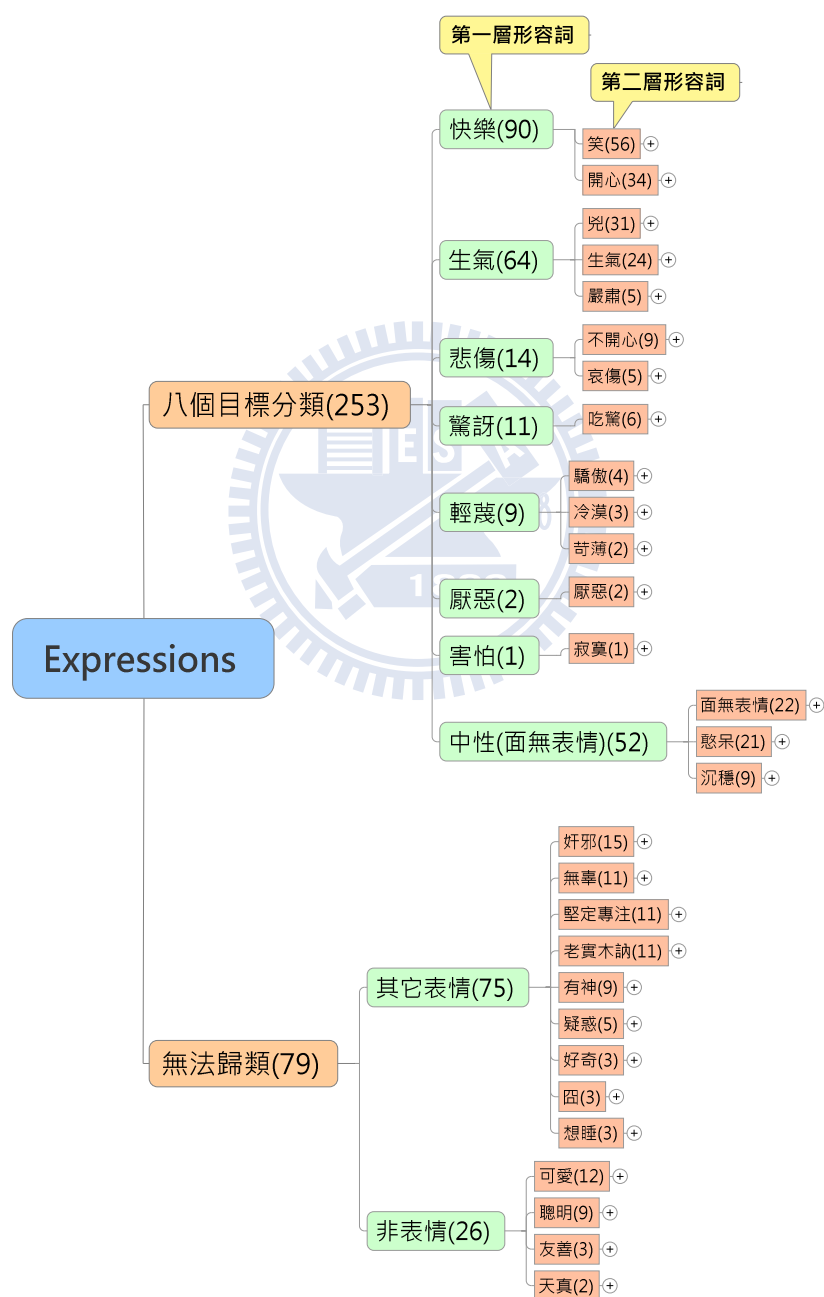 第一層形容詞
第二層形容詞
快樂(90)
笑(56)
開心(34)
兇(31)
生氣(64)
生氣(24)
嚴肅(5)
不開心(9)
悲傷(14)
哀傷(5)
八個目標分類(253)
驚訝(11)
吃驚(6)
ES
A
驕傲(4)
輕蔑(9)
冷漠(3)
苛薄(2)
厭惡(2)
厭惡(2)
害怕(1)
寂寞(1)
Expressions
面無表情(22)
中性(面無表情)(52)
憨呆(21)
沉穩(9)
奸邪(15)
無辜(11)
堅定專注(11)
老實木訥(11)
其它表情(75)
有神(9)
疑惑(5)
好奇(3)
無法歸類(79)
囧(3)
想睡(3)
可愛(12)
聰明(9)
非表情(26)
友善(3)
天真(2)